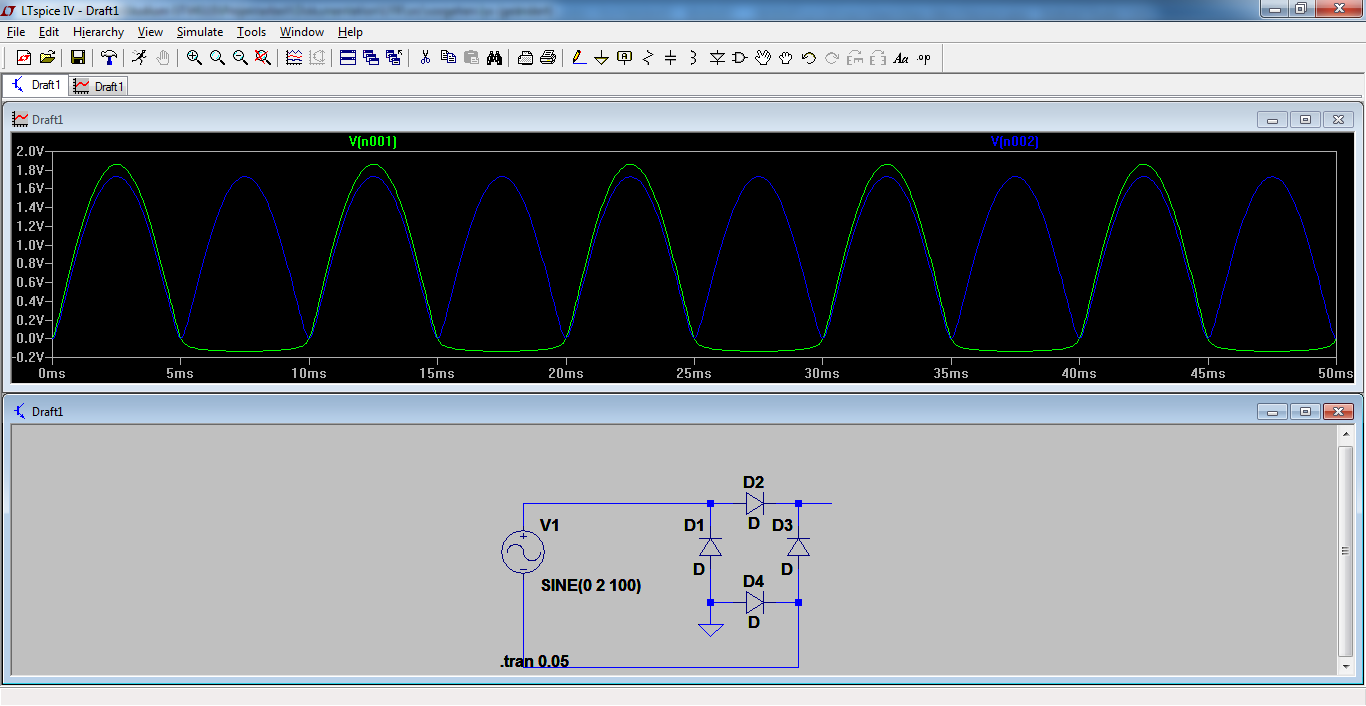 LTspice IV - Draft1
File Edit Hierarchy View Simulate Tools Window Help
A Aa .op
Draft1 Draft1
Draft1
V(n001) V(n002)
2.0V
1.8V
1.6V
1.4V
1.2V
1.0V
0.8V
0.6V
0.4V
0.2V
0.0V
-0.2V
0ms 5ms 10ms 15ms 20ms 25ms 30ms 35ms 40ms 45ms 50ms
Draft1
D2
V1 D1 D D3
D D
SINE(0 2 100) D4
D
.tran 0.05